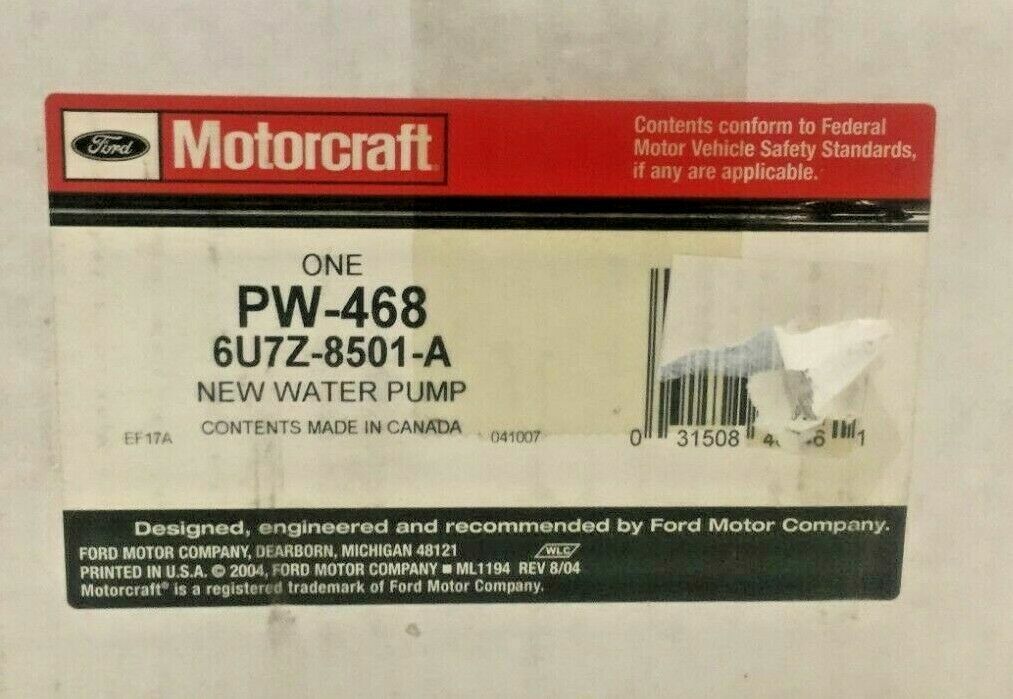 Ford
Motorcraft
Contents conform to Federal
Motor Vehicle Safety Standards,
if any are applicable.
ONE
PW-468
6U7Z-8501-A
NEW WATER PUMP
CONTENTS MADE IN CANADA
EF17A
041007
0 31508 1
Designed, engineered and recommended by Ford Motor Company.
FORD MOTOR COMPANY, DEARBORN, MICHIGAN 48121
WLC
PRINTED IN U.S.A. © 2004, FORD MOTOR COMPANY ■ ML1194 REV 8/04
Motorcraft® is a registered trademark of Ford Motor Company.